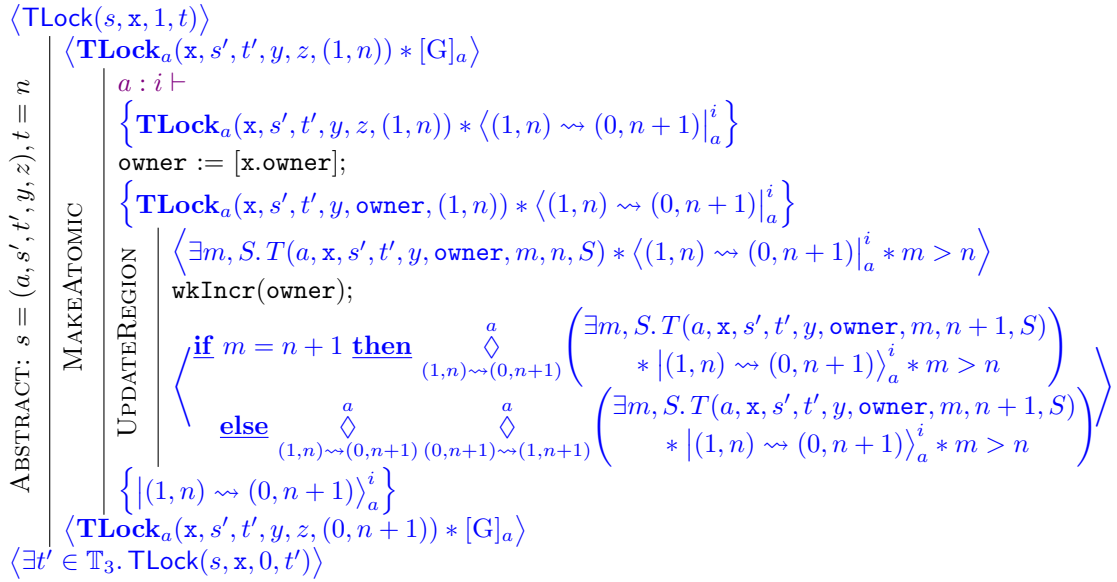 ⟨TLock(s, x, 1, t)⟩
ABSTRACT: s = (a, s′, t′, y, z), t = n
MAKEATOMIC
⟨TLock_a(x, s′, t′, y, z, (1, n)) ∗ [G]_a⟩
a : i ⊢
{TLock_a(x, s′, t′, y, z, (1, n)) ∗ ⟨(1, n) ⇝ (0, n + 1)|^i_a}
owner := [x.owner];
{TLock_a(x, s′, t′, y, owner, (1, n)) ∗ ⟨(1, n) ⇝ (0, n + 1)|^i_a}
UPDATEREGION
⟨∃m, S. T(a, x, s′, t′, y, owner, m, n, S) ∗ ⟨(1, n) ⇝ (0, n + 1)|^i_a ∗ m > n⟩
wkIncr(owner);
⟨if m = n + 1 then ◊^a_{(1,n)⇝(0,n+1)} (∃m, S. T(a, x, s′, t′, y, owner, m, n + 1, S)
∗ |(1, n) ⇝ (0, n + 1)⟩^i_a ∗ m > n)
else ◊^a_{(1,n)⇝(0,n+1)} ◊^a_{(0,n+1)⇝(1,n+1)} (∃m, S. T(a, x, s′, t′, y, owner, m, n + 1, S)
∗ |(1, n) ⇝ (0, n + 1)⟩^i_a ∗ m > n)⟩
{|(1, n) ⇝ (0, n + 1)⟩^i_a}
⟨TLock_a(x, s′, t′, y, z, (0, n + 1)) ∗ [G]_a⟩
⟨∃t′ ∈ 𝕋₃. TLock(s, x, 0, t′)⟩